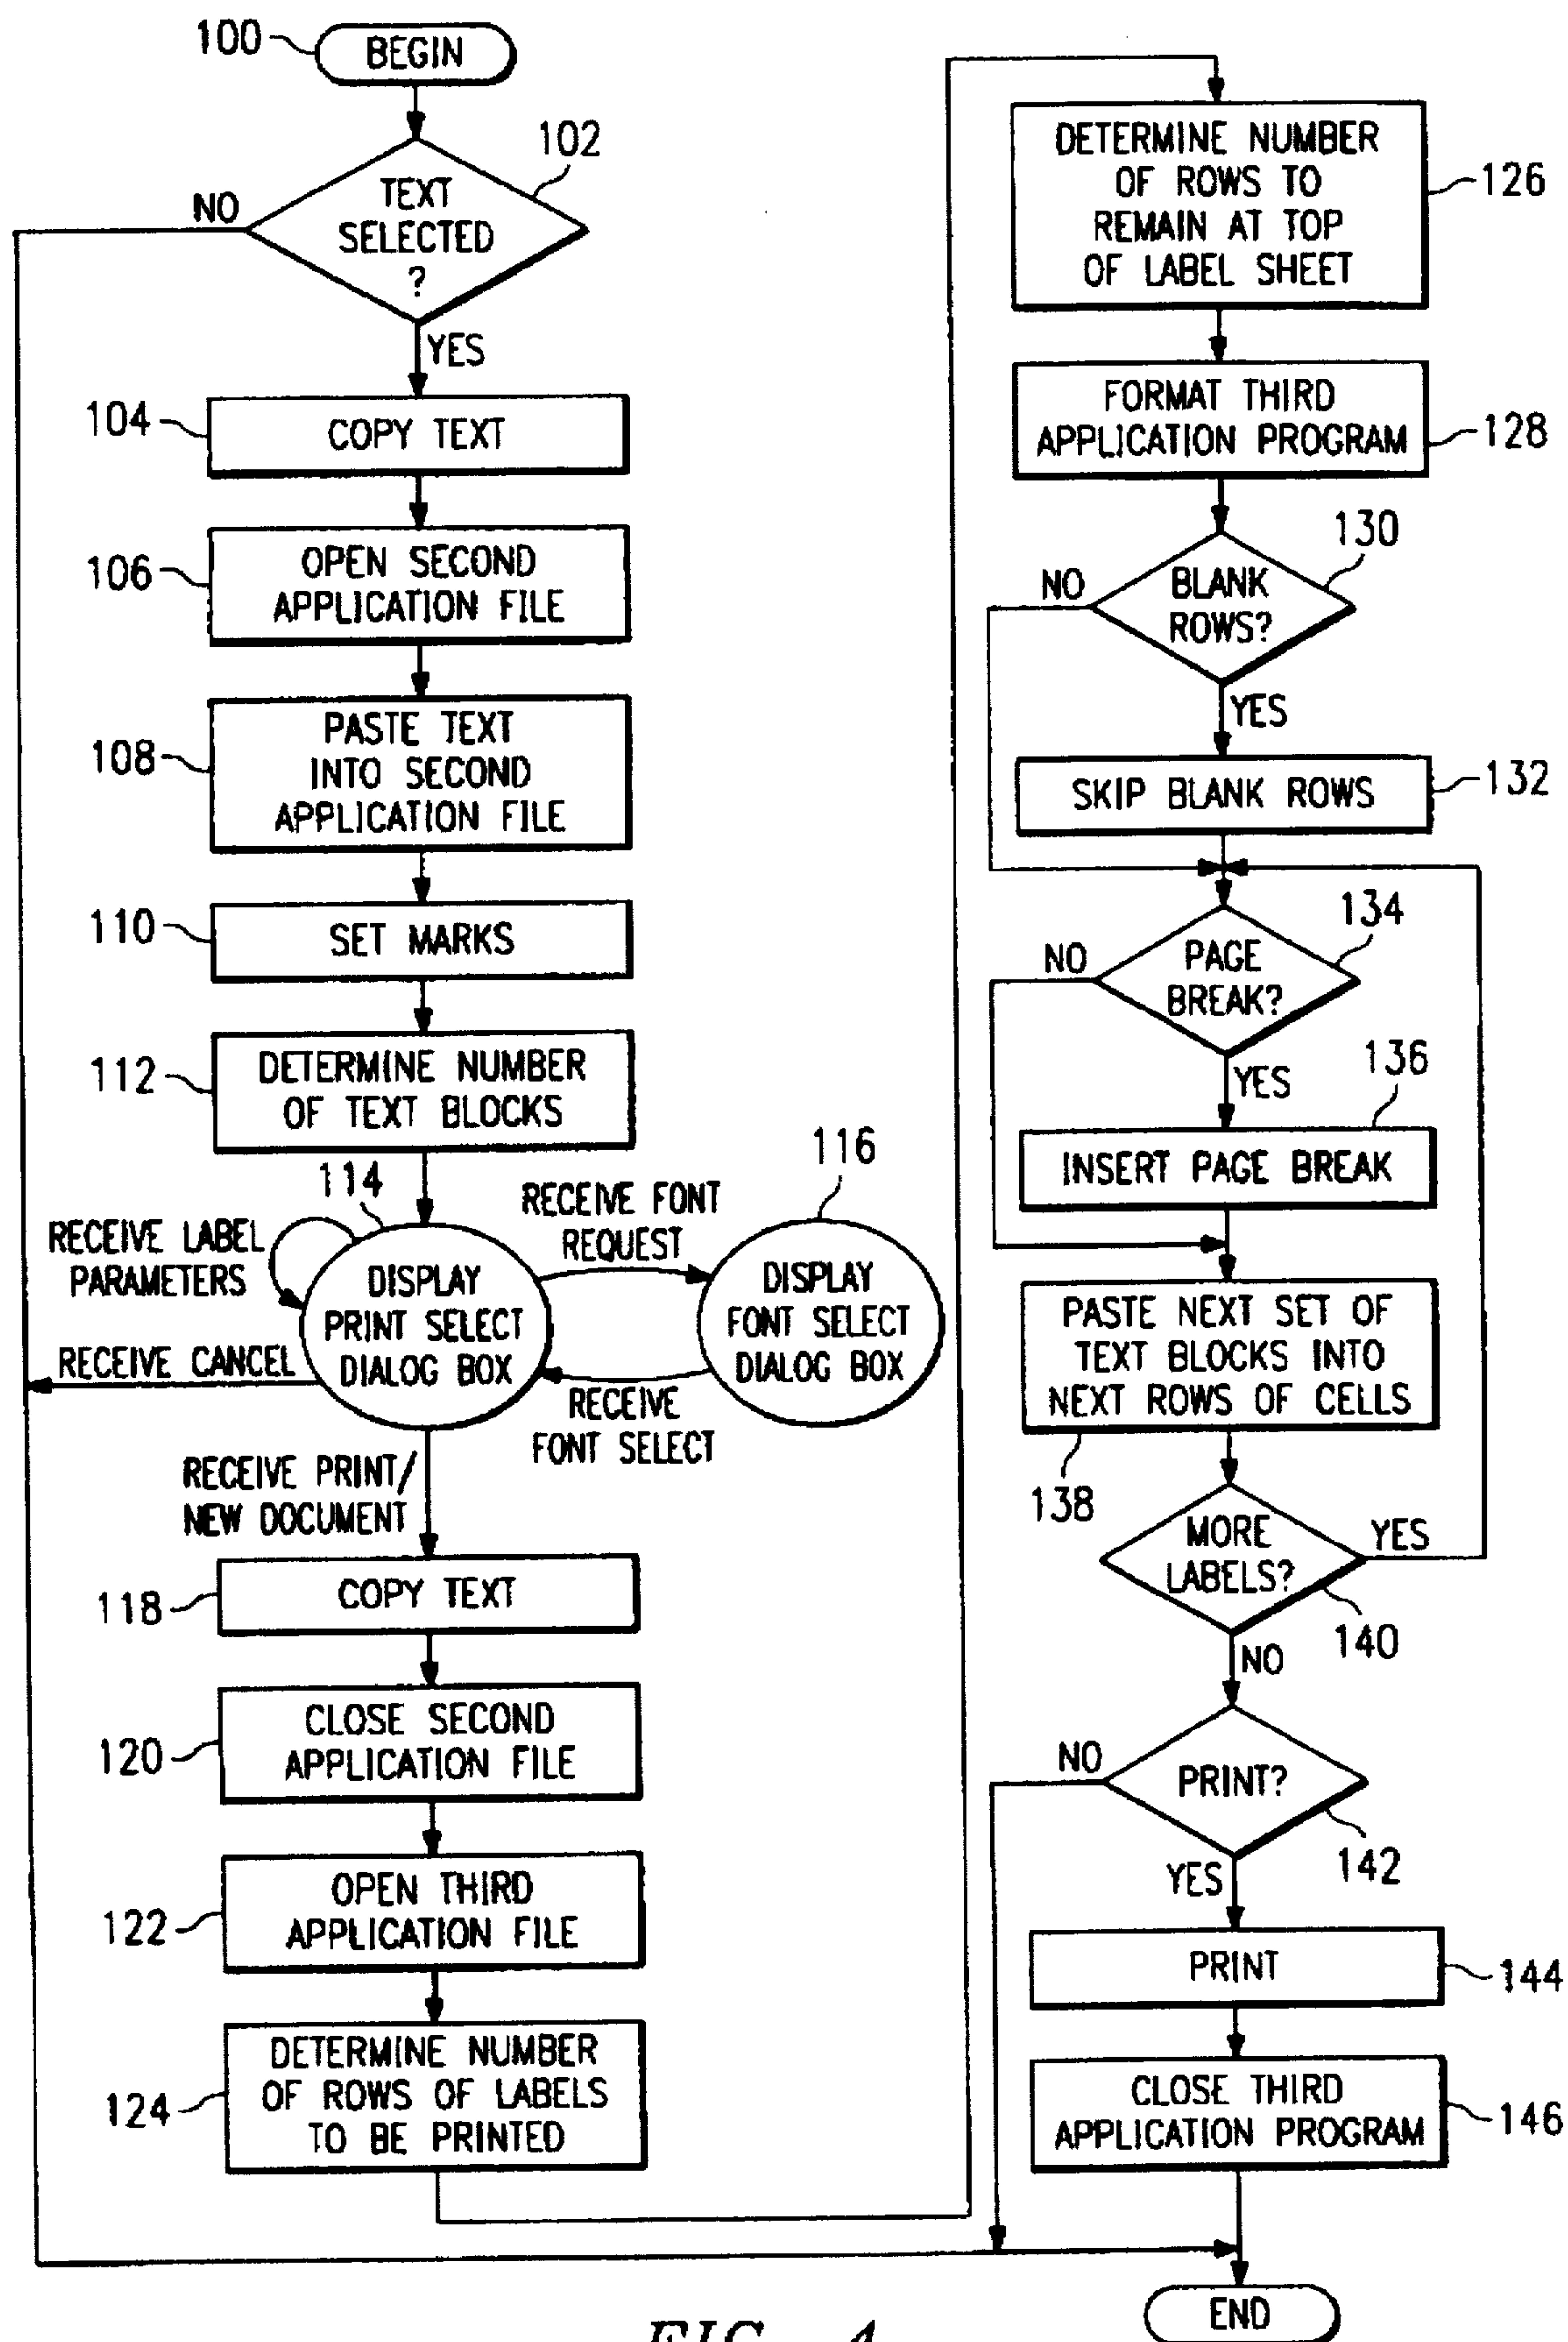 100
BEGIN
102
TEXT
SELECTED
?
NO
YES
104
COPY TEXT
106
OPEN SECOND
APPLICATION FILE
108
PASTE TEXT
INTO SECOND
APPLICATION FILE
110
SET MARKS
112
DETERMINE NUMBER
OF TEXT BLOCKS
114
RECEIVE LABEL
PARAMETERS
DISPLAY
PRINT SELECT
DIALOG BOX
RECEIVE CANCEL
RECEIVE FONT
REQUEST
116
DISPLAY
FONT SELECT
DIALOG BOX
RECEIVE
FONT SELECT
RECEIVE PRINT/
NEW DOCUMENT
118
COPY TEXT
120
CLOSE SECOND
APPLICATION FILE
122
OPEN THIRD
APPLICATION FILE
124
DETERMINE NUMBER
OF ROWS OF LABELS
TO BE PRINTED
DETERMINE NUMBER
OF ROWS TO
REMAIN AT TOP
OF LABEL SHEET
126
FORMAT THIRD
APPLICATION PROGRAM
128
130
BLANK
ROWS?
NO
YES
SKIP BLANK ROWS
132
134
PAGE
BREAK?
NO
YES
136
INSERT PAGE BREAK
PASTE NEXT SET OF
TEXT BLOCKS INTO
NEXT ROWS OF CELLS
138
MORE
LABELS?
YES
140
NO
PRINT?
NO
142
YES
PRINT
144
CLOSE THIRD
APPLICATION PROGRAM
146
END
FIG. 4